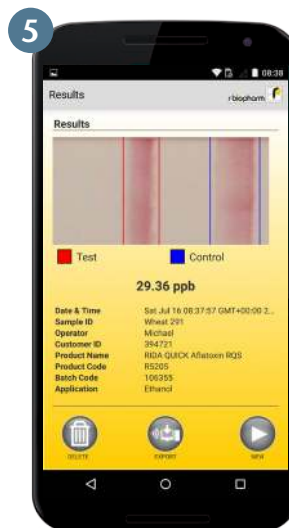 5
08:38
Results
r-biopharm
Results
Test Control
29.36 ppb
Date & Time Sat Jul 16 08:37:57 GMT+00:00 2...
Sample ID Wheat 291
Operator Michael
Customer ID 394721
Product Name RIDA QUICK Aflatoxin RQS
Product Code R5205
Batch Code 106355
Application Ethanol
DELETE EXPORT NEW